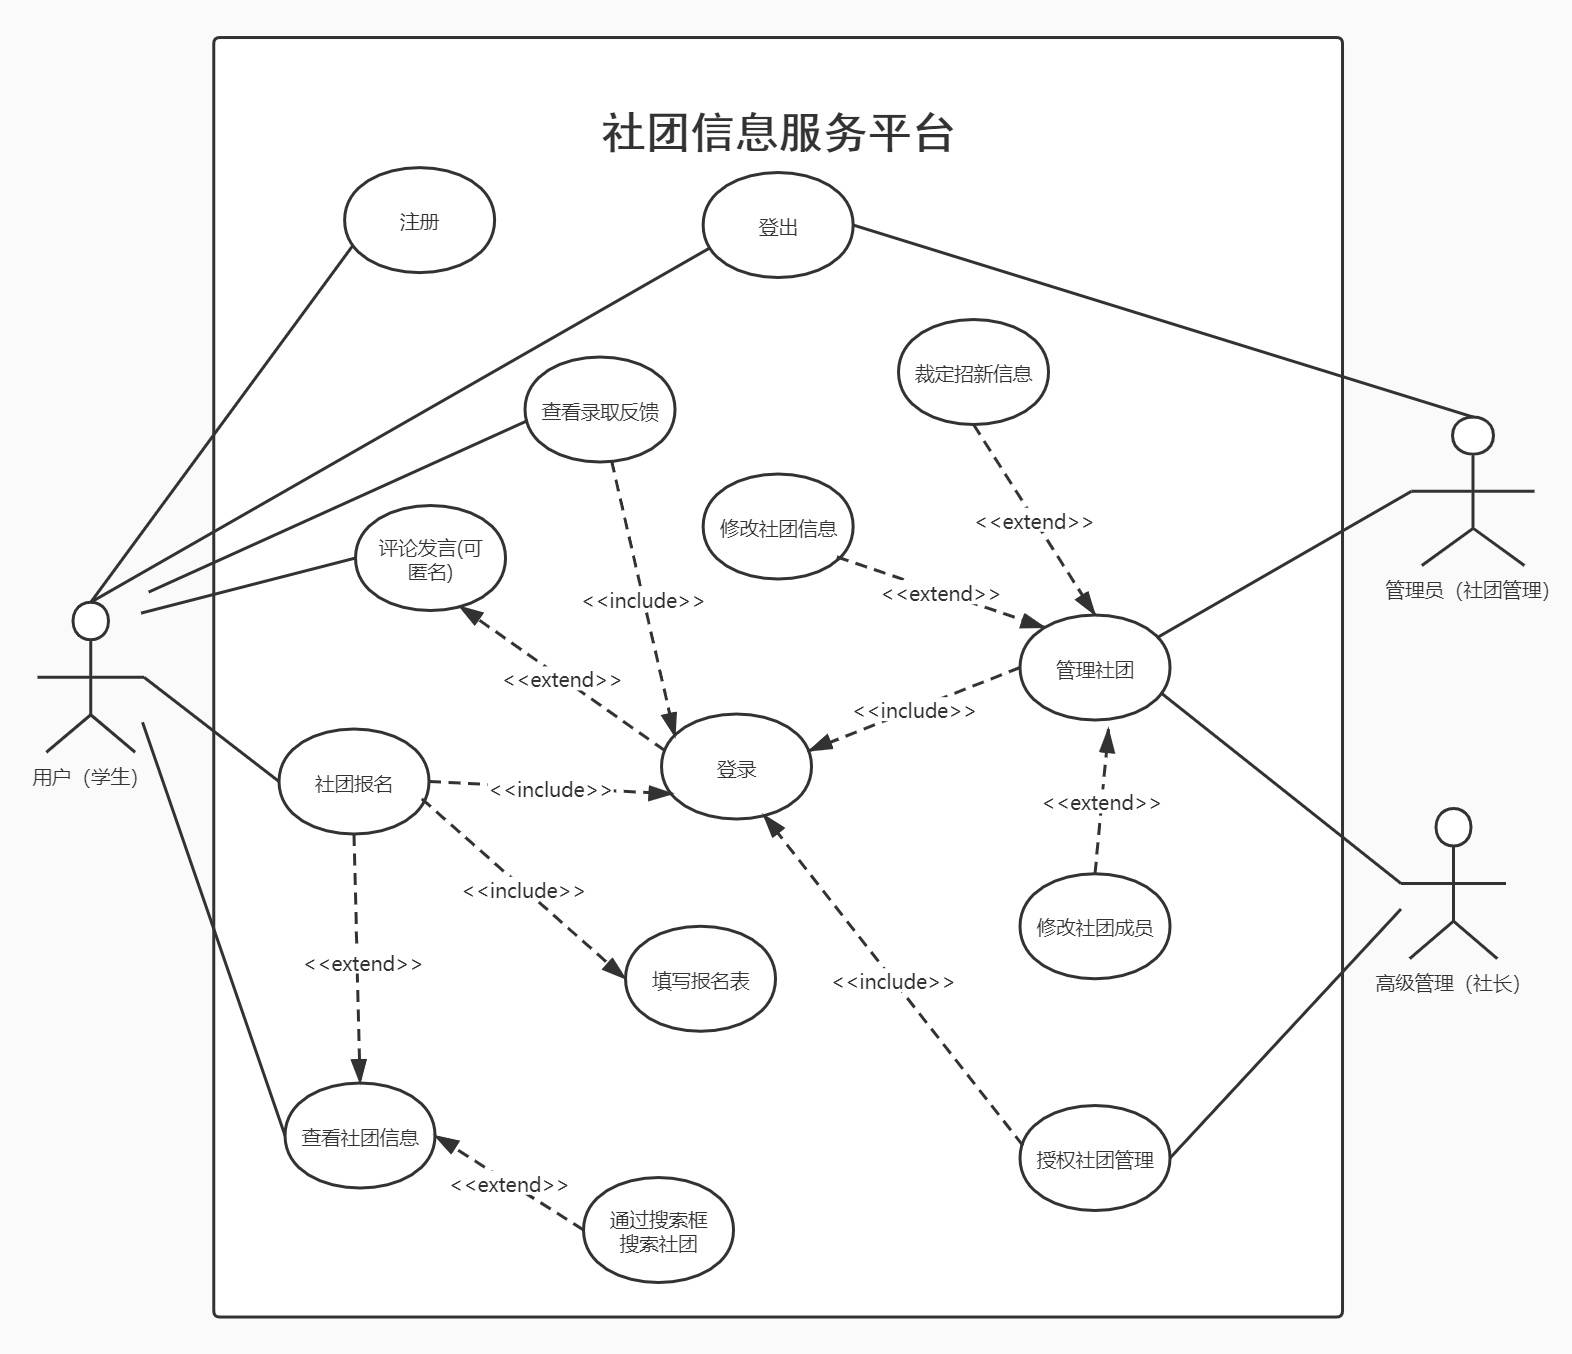 社团信息服务平台
注册
登出
裁定招新信息
查看录取反馈
修改社团信息
<<extend>>
评论发言(可
匿名)
<<extend>>
<<include>>
管理员（社团管理）
管理社团
<<extend>>
<<include>>
用户（学生）
社团报名
登录
<<include>>
<<extend>>
<<include>>
修改社团成员
<<extend>>
填写报名表
<<include>>
高级管理（社长）
查看社团信息
授权社团管理
<<extend>>
通过搜索框
搜索社团